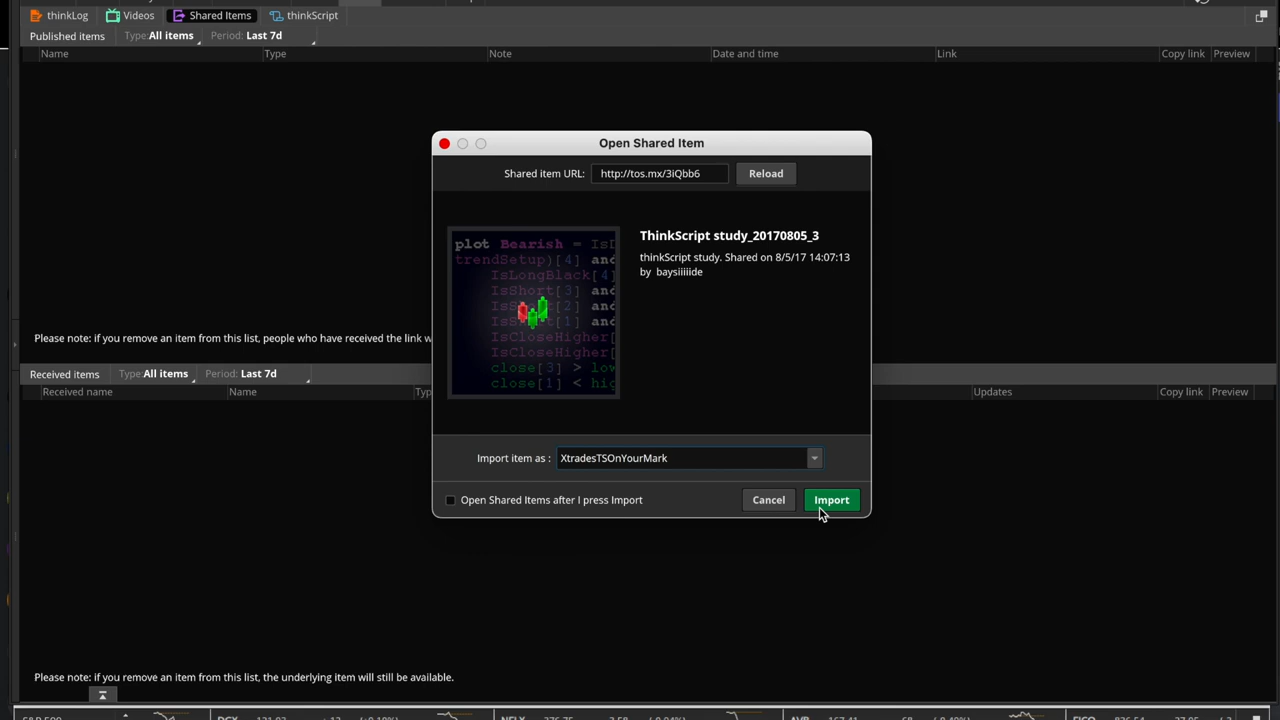 thinkLog Videos Shared Items thinkScript
Published items Type: All items Period: Last 7d
Name Type Note Date and time Link Copy link Preview
Open Shared Item
Shared item URL: http://tos.mx/3iQbb6 Reload
plot Bearish = IsD
trendSetup)[4] and
IsLongBlack[4]
IsShort[3] and
IsShort[2] and
IsShort[1] and
IsCloseHigher[
IsCloseHigher[
close[3] > low
close[1] < hig
ThinkScript study_20170805_3
thinkScript study. Shared on 8/5/17 14:07:13
by baysiiiiide
Please note: if you remove an item from this list, people who have received the link w
Received items Type: All items Period: Last 7d
Received name Name Typ Updates Copy link Preview
Import item as : XtradesTSOnYourMark
Open Shared Items after I press Import Cancel Import
Please note: if you remove an item from this list, the underlying item will still be available.